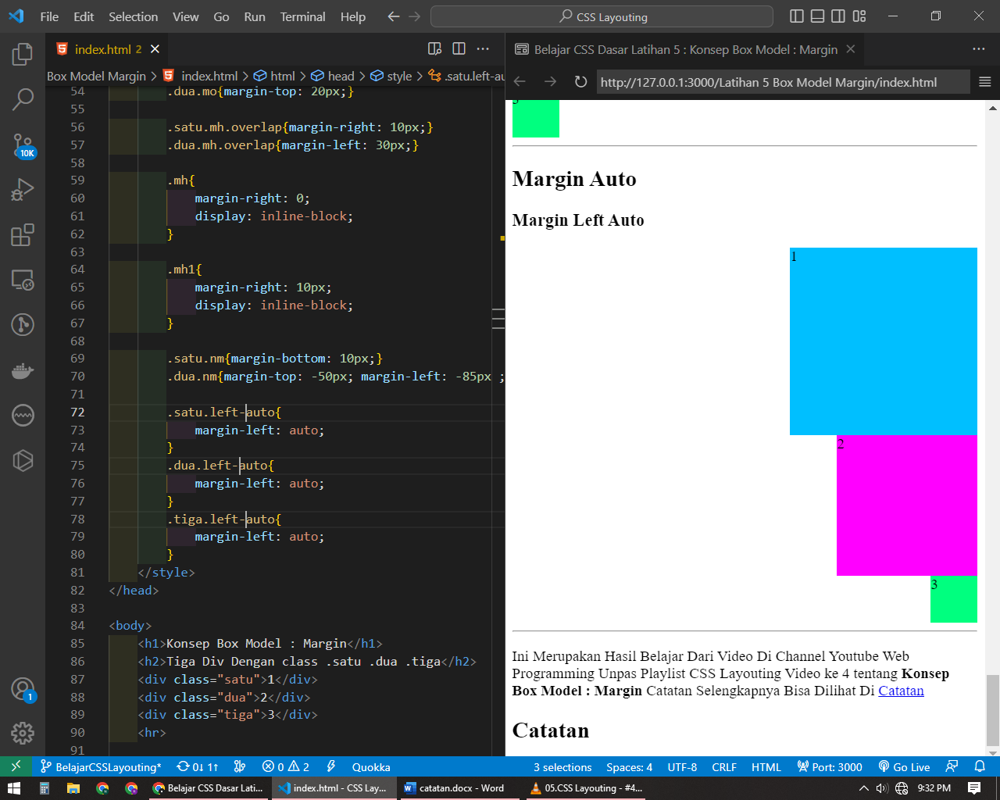 File Edit Selection View Go Run Terminal Help
CSS Layouting
index.html 2
Belajar CSS Dasar Latihan 5 : Konsep Box Model : Margin
Box Model Margin > index.html > html > head > style > .satu.left-au
http://127.0.0.1:3000/Latihan 5 Box Model Margin/index.html
54 .dua.mo{margin-top: 20px;}
55
56 .satu.mh.overlap{margin-right: 10px;}
57 .dua.mh.overlap{margin-left: 30px;}
58
59 .mh{
60 margin-right: 0;
61 display: inline-block;
62 }
63
64 .mh1{
65 margin-right: 10px;
66 display: inline-block;
67 }
68
69 .satu.nm{margin-bottom: 10px;}
70 .dua.nm{margin-top: -50px; margin-left: -85px ;
71
72 .satu.left-auto{
73 margin-left: auto;
74 }
75 .dua.left-auto{
76 margin-left: auto;
77 }
78 .tiga.left-auto{
79 margin-left: auto;
80 }
81 </style>
82 </head>
83
84 <body>
85 <h1>Konsep Box Model : Margin</h1>
86 <h2>Tiga Div Dengan class .satu .dua .tiga</h2>
87 <div class="satu">1</div>
88 <div class="dua">2</div>
89 <div class="tiga">3</div>
90 <hr>
91
10K
1
3
Margin Auto
Margin Left Auto
1
2
3
Ini Merupakan Hasil Belajar Dari Video Di Channel Youtube Web
Programming Unpas Playlist CSS Layouting Video ke 4 tentang Konsep
Box Model : Margin Catatan Selengkapnya Bisa Dilihat Di Catatan
Catatan
BelajarCSSLayouting* 0↓ 1↑ 0 2 Quokka 3 selections Spaces: 4 UTF-8 CRLF HTML Port: 3000 Go Live
Belajar CSS Dasar Lati... index.html - CSS Lay... catatan.docx - Word 05.CSS Layouting - #4... 9:32 PM